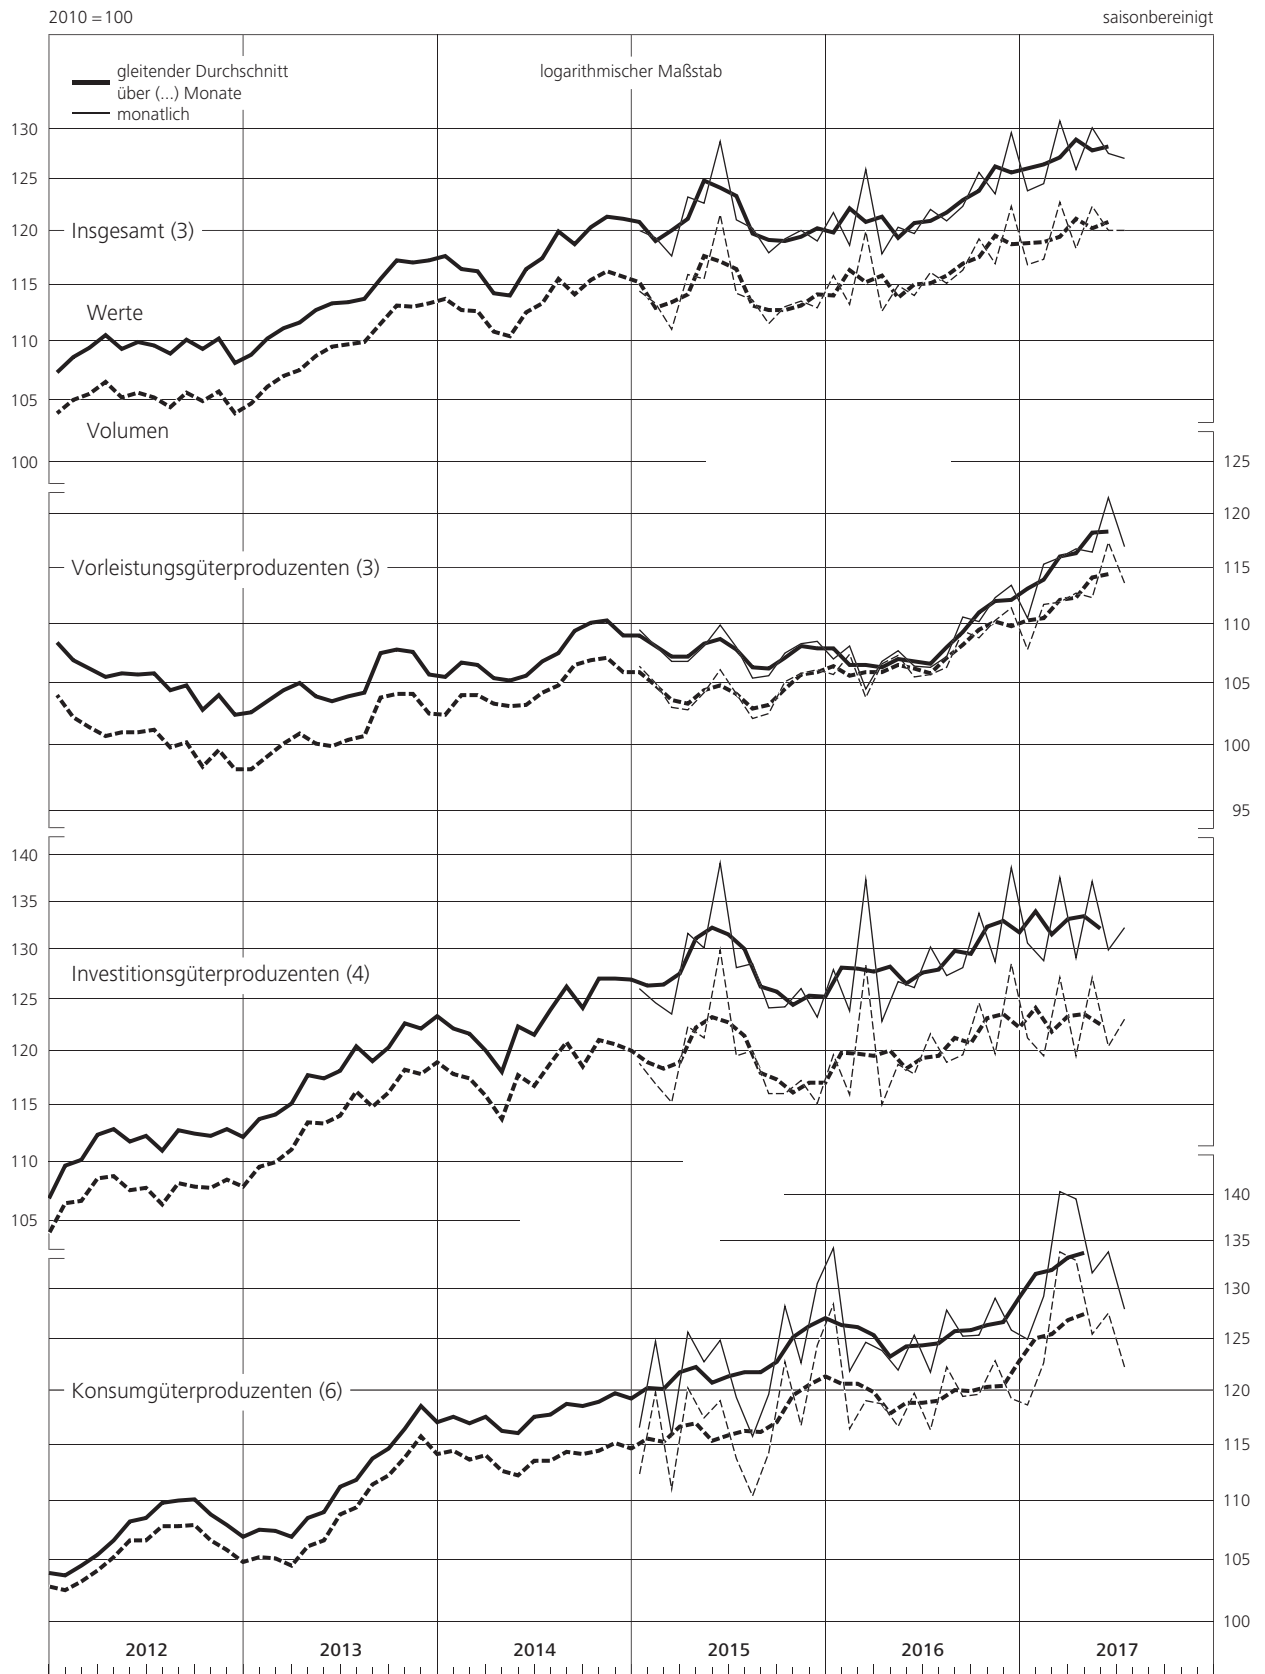 2010 = 100
saisonbereinigt
gleitender Durchschnitt
über (...) Monate
monatlich
logarithmischer Maßstab
130
125
Insgesamt (3)
120
115
Werte
110
105
Volumen
100
125
120
Vorleistungsgüterproduzenten (3)
115
110
105
100
95
140
135
130
Investitionsgüterproduzenten (4)
125
120
115
110
105
140
135
130
125
Konsumgüterproduzenten (6)
120
115
110
105
100
2012 2013 2014 2015 2016 2017